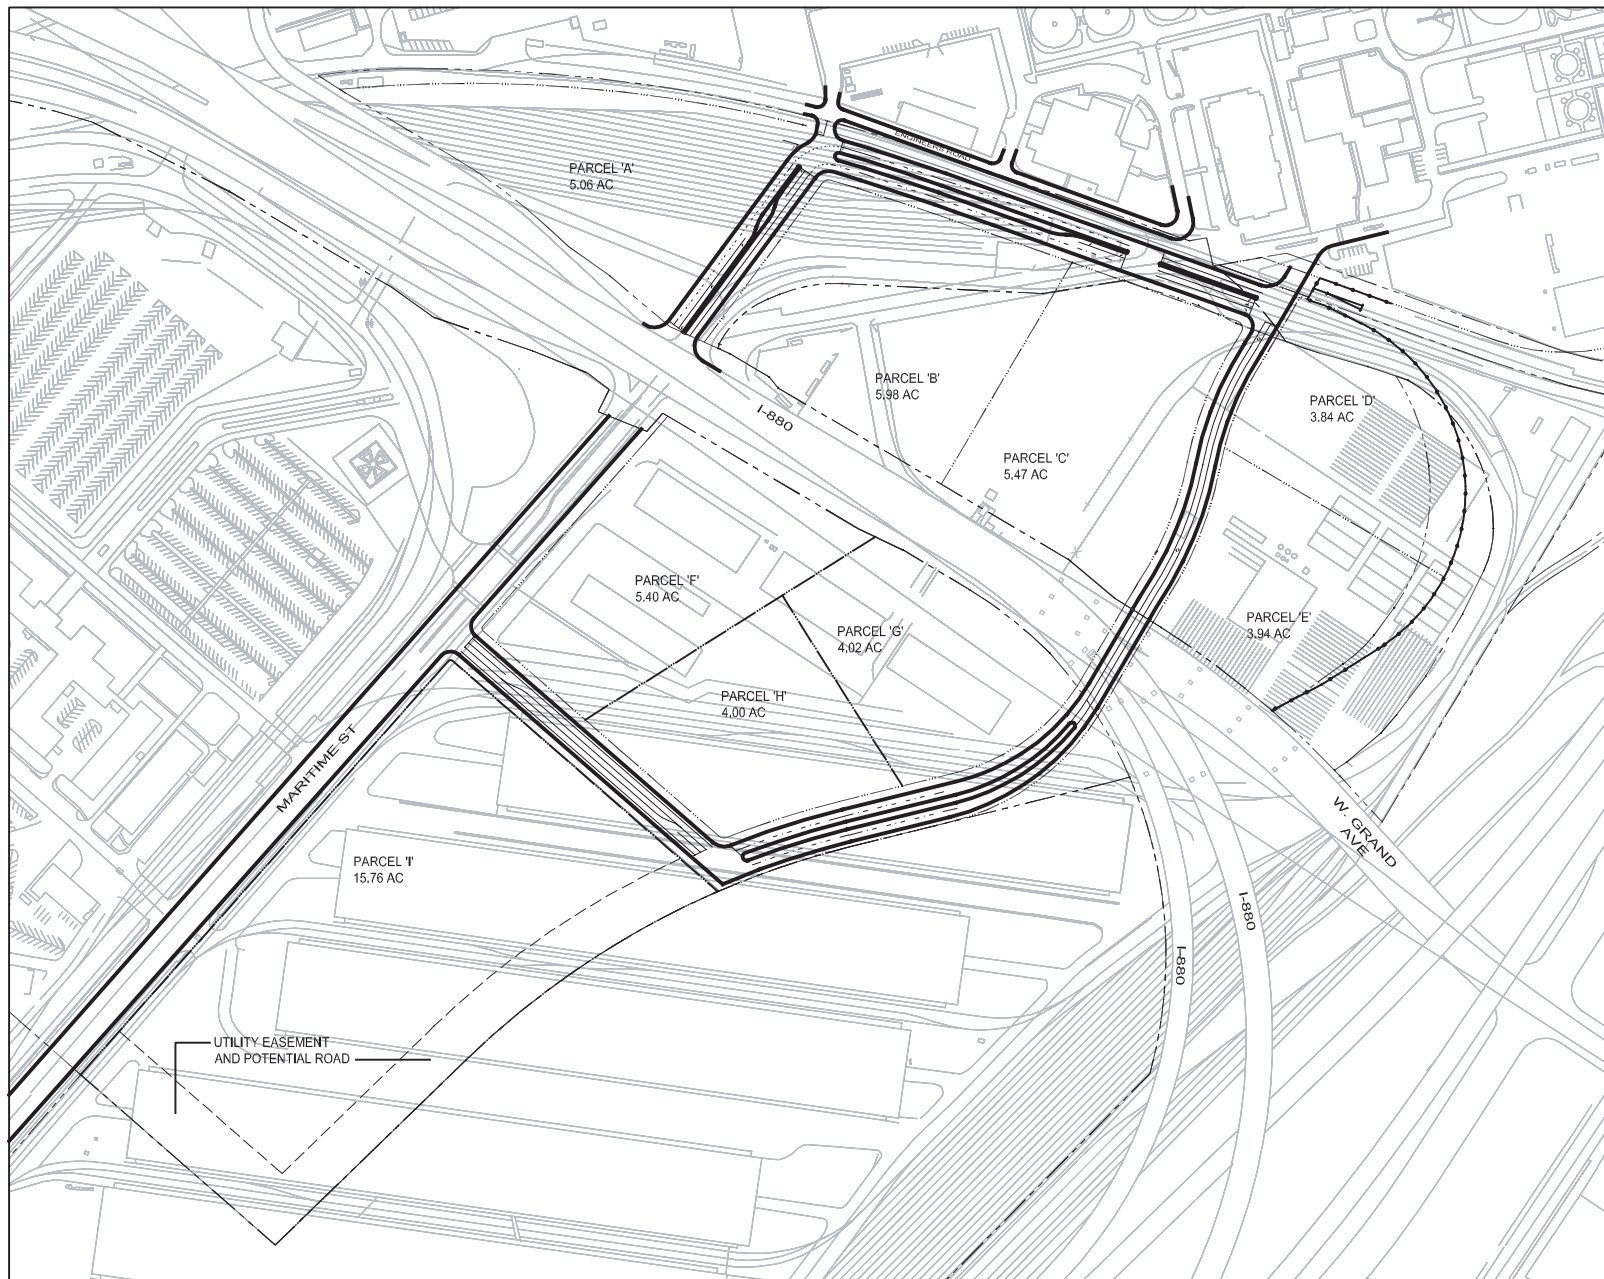 ENGINEERS ROAD
PARCEL 'A'
5.06 AC
PARCEL 'B'
5.98 AC
PARCEL 'D'
3.84 AC
I-880
PARCEL 'C'
5.47 AC
PARCEL 'F'
5.40 AC
PARCEL 'G'
4.02 AC
PARCEL 'E'
3.94 AC
PARCEL 'H'
4.00 AC
MARITIME ST
W. GRAND
AVE
PARCEL 'I'
15.76 AC
I-880
I-880
UTILITY EASEMENT
AND POTENTIAL ROAD